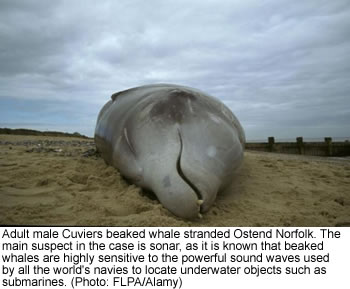 Adult male Cuviers beaked whale stranded Ostend Norfolk. The
main suspect in the case is sonar, as it is known that beaked
whales are highly sensitive to the powerful sound waves used
by all the world's navies to locate underwater objects such as
submarines. (Photo: FLPA/Alamy)